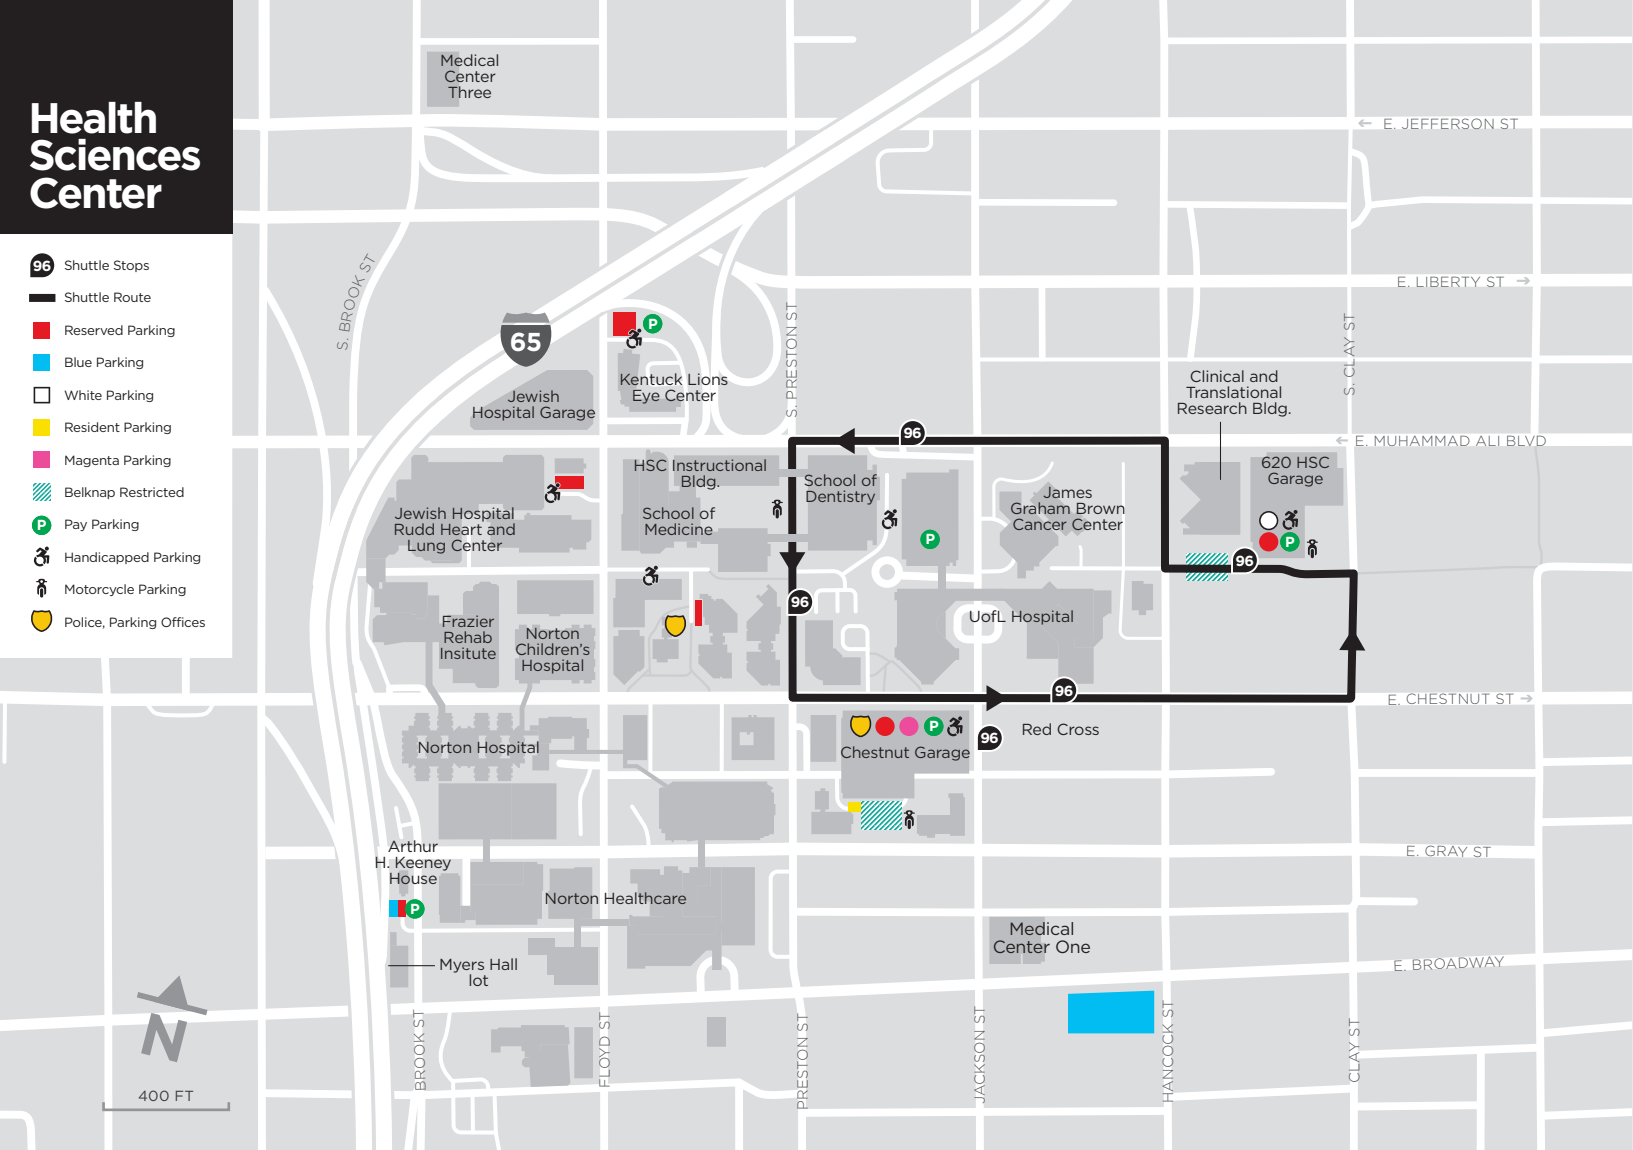 Health
Sciences
Center
96 Shuttle Stops
Shuttle Route
Reserved Parking
Blue Parking
White Parking
Resident Parking
Magenta Parking
Belknap Restricted
P Pay Parking
Handicapped Parking
Motorcycle Parking
Police, Parking Offices
Medical
Center
Three
← E. JEFFERSON ST
S. BROOK ST
E. LIBERTY ST →
65
P
S. PRESTON ST
S. CLAY ST
Kentuck Lions
Eye Center
Jewish
Hospital Garage
Clinical and
Translational
Research Bldg.
96
← E. MUHAMMAD ALI BLVD
HSC Instructional
Bldg.
School of
Dentistry
620 HSC
Garage
James
Graham Brown
Cancer Center
Jewish Hospital
Rudd Heart and
Lung Center
School of
Medicine
P
P
96
96
Frazier
Rehab
Insitute
Norton
Children's
Hospital
UofL Hospital
96
E. CHESTNUT ST →
P
96
Red Cross
Norton Hospital
Chestnut Garage
Arthur
H. Keeney
House
E. GRAY ST
P
Norton Healthcare
Medical
Center One
Myers Hall
lot
E. BROADWAY
N
BROOK ST
FLOYD ST
PRESTON ST
JACKSON ST
HANCOCK ST
CLAY ST
400 FT